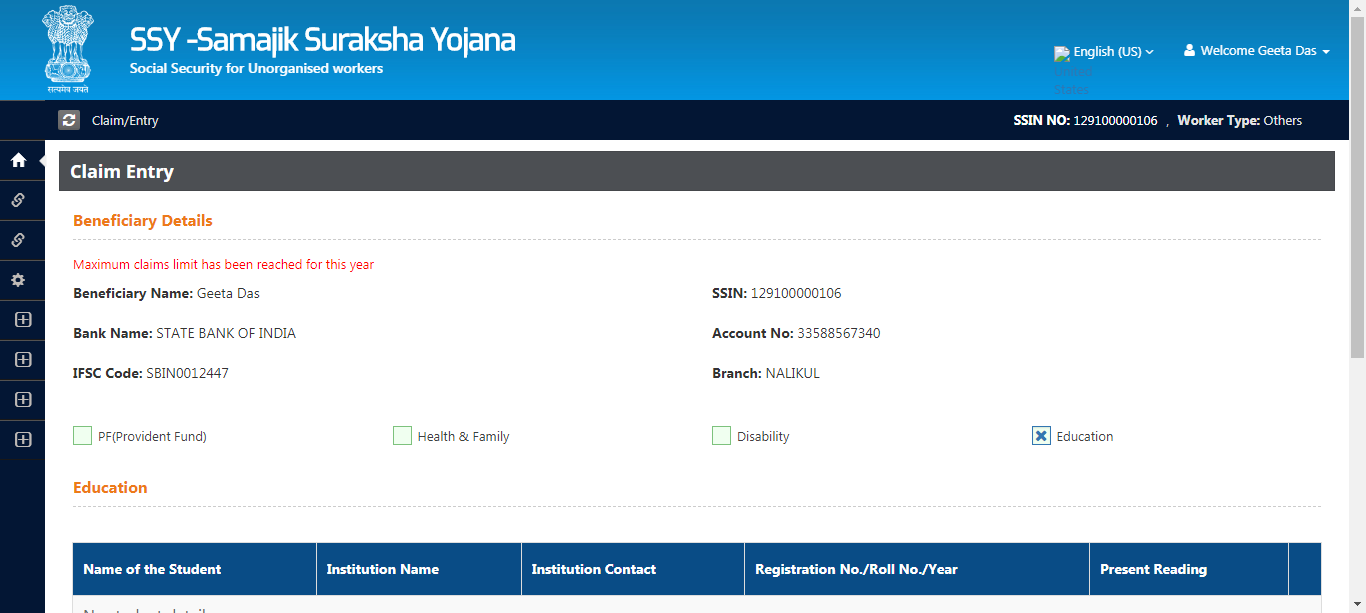 SSY -Samajik Suraksha Yojana
Social Security for Unorganised workers
सत्यमेव जयते
English (US)
States
Welcome Geeta Das
Claim/Entry
SSIN NO: 129100000106 , Worker Type: Others
Claim Entry
Beneficiary Details
Maximum claims limit has been reached for this year
Beneficiary Name: Geeta Das SSIN: 129100000106
Bank Name: STATE BANK OF INDIA Account No: 33588567340
IFSC Code: SBIN0012447 Branch: NALIKUL
PF(Provident Fund) Health & Family Disability Education
Education
Name of the Student Institution Name Institution Contact Registration No./Roll No./Year Present Reading